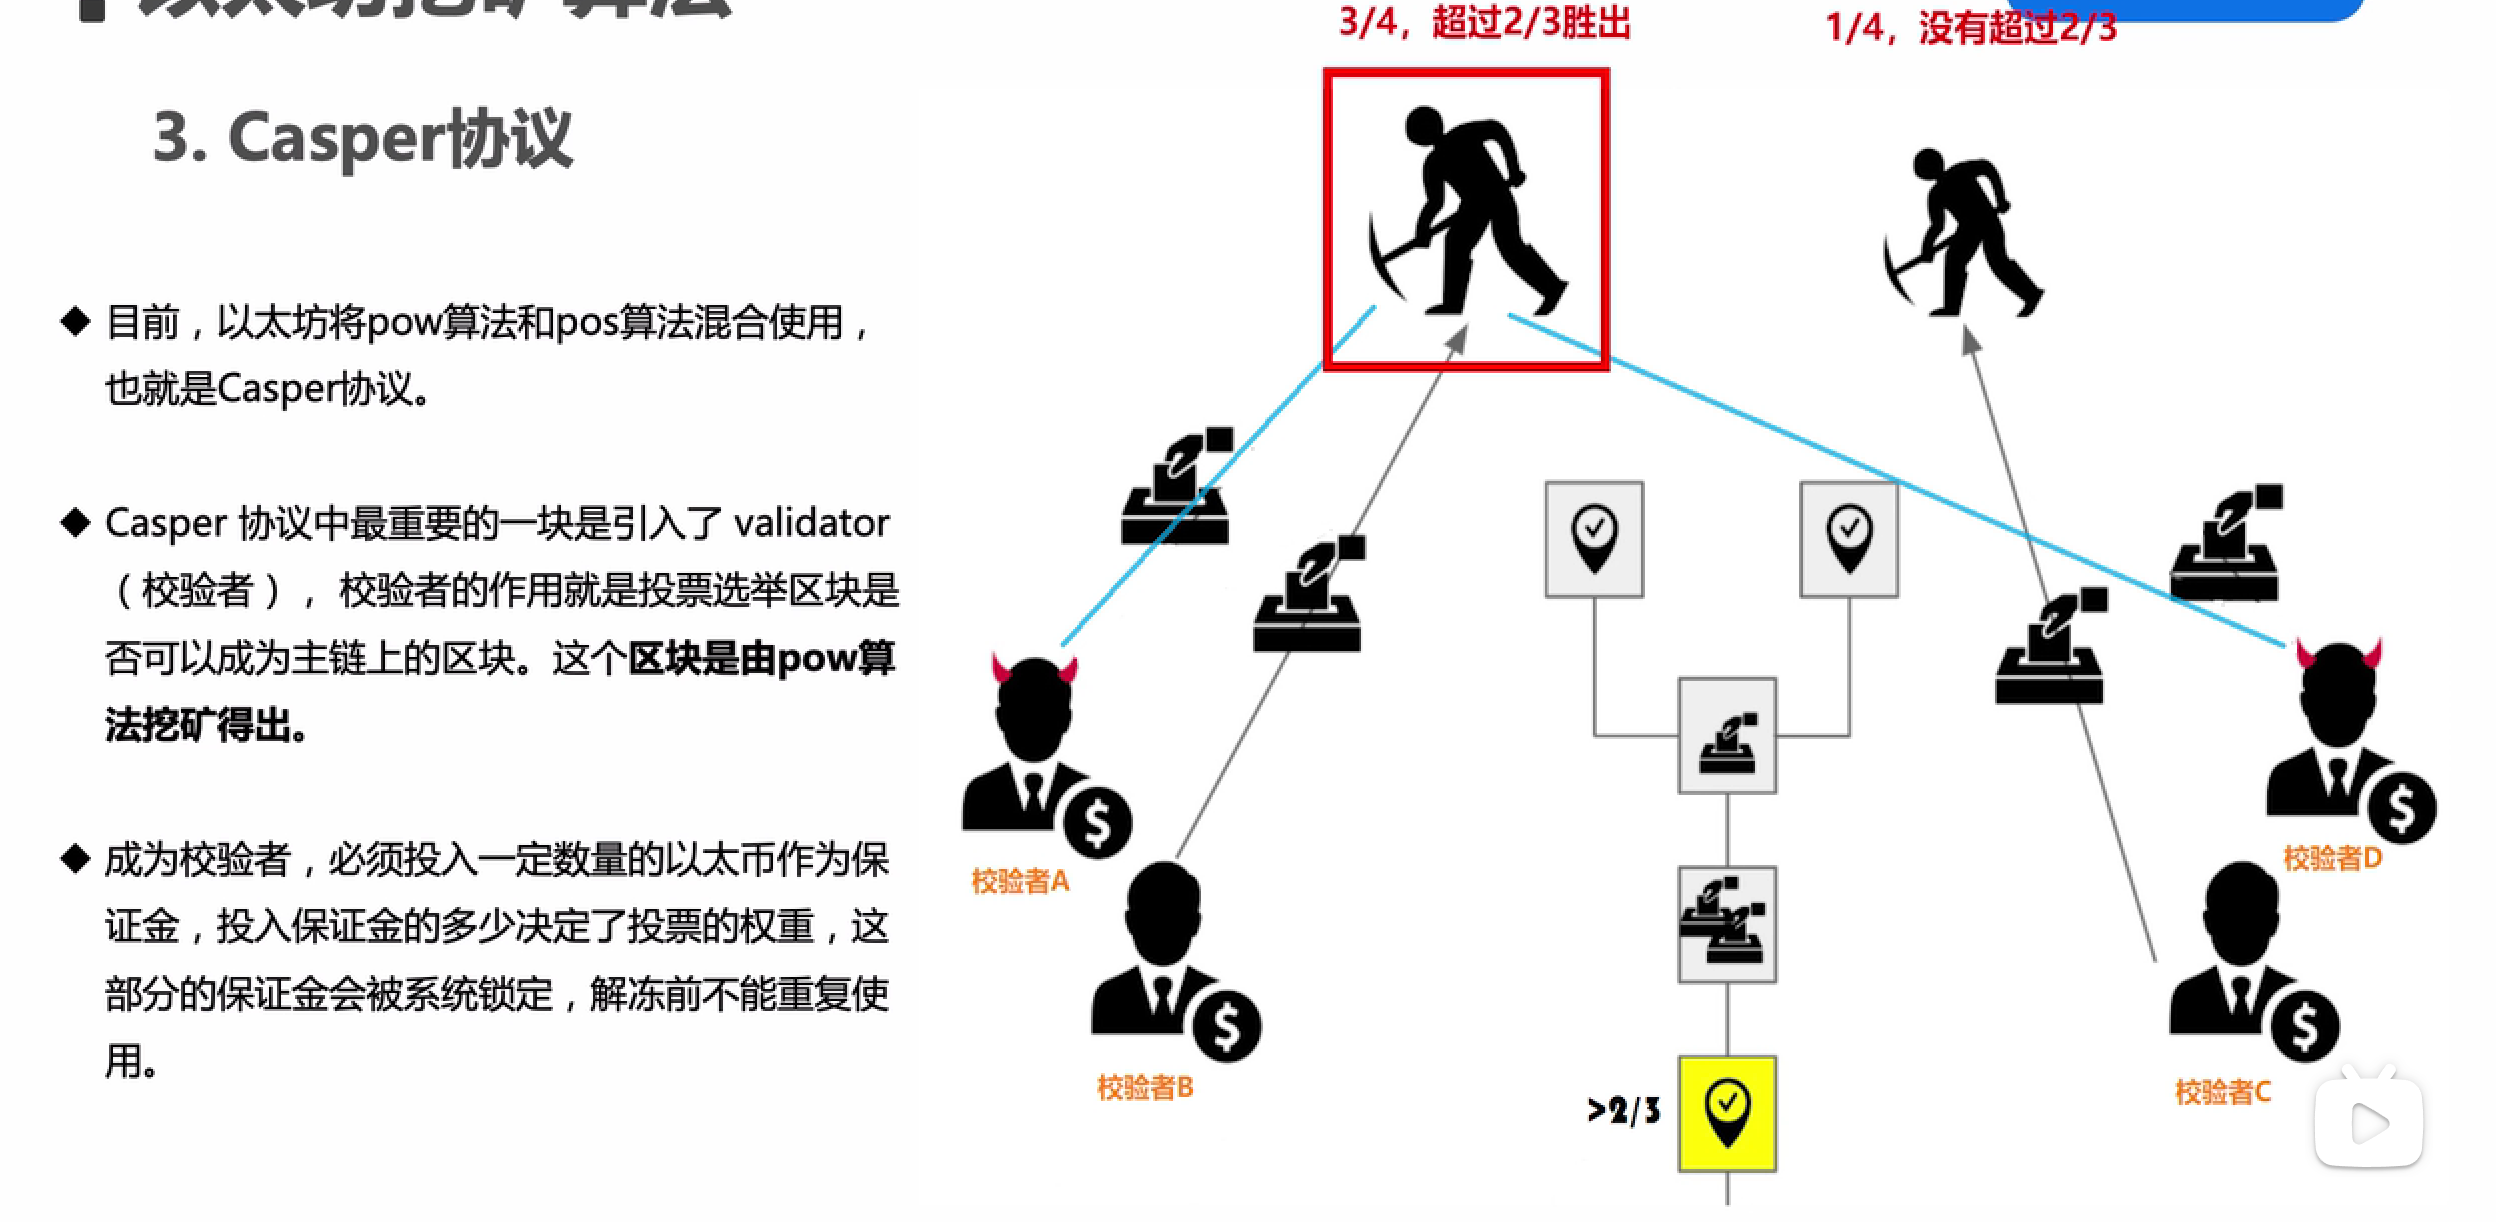 以太坊挖矿算法
3/4，超过2/3胜出
1/4，没有超过2/3
3. Casper协议
◆ 目前，以太坊将pow算法和pos算法混合使用，
也就是Casper协议。
◆ Casper 协议中最重要的一块是引入了 validator
（校验者）， 校验者的作用就是投票选举区块是
否可以成为主链上的区块。这个区块是由pow算
法挖矿得出。
◆ 成为校验者，必须投入一定数量的以太币作为保
证金，投入保证金的多少决定了投票的权重，这
部分的保证金会被系统锁定，解冻前不能重复使
用。
校验者A
校验者B
>2/3
校验者D
校验者C